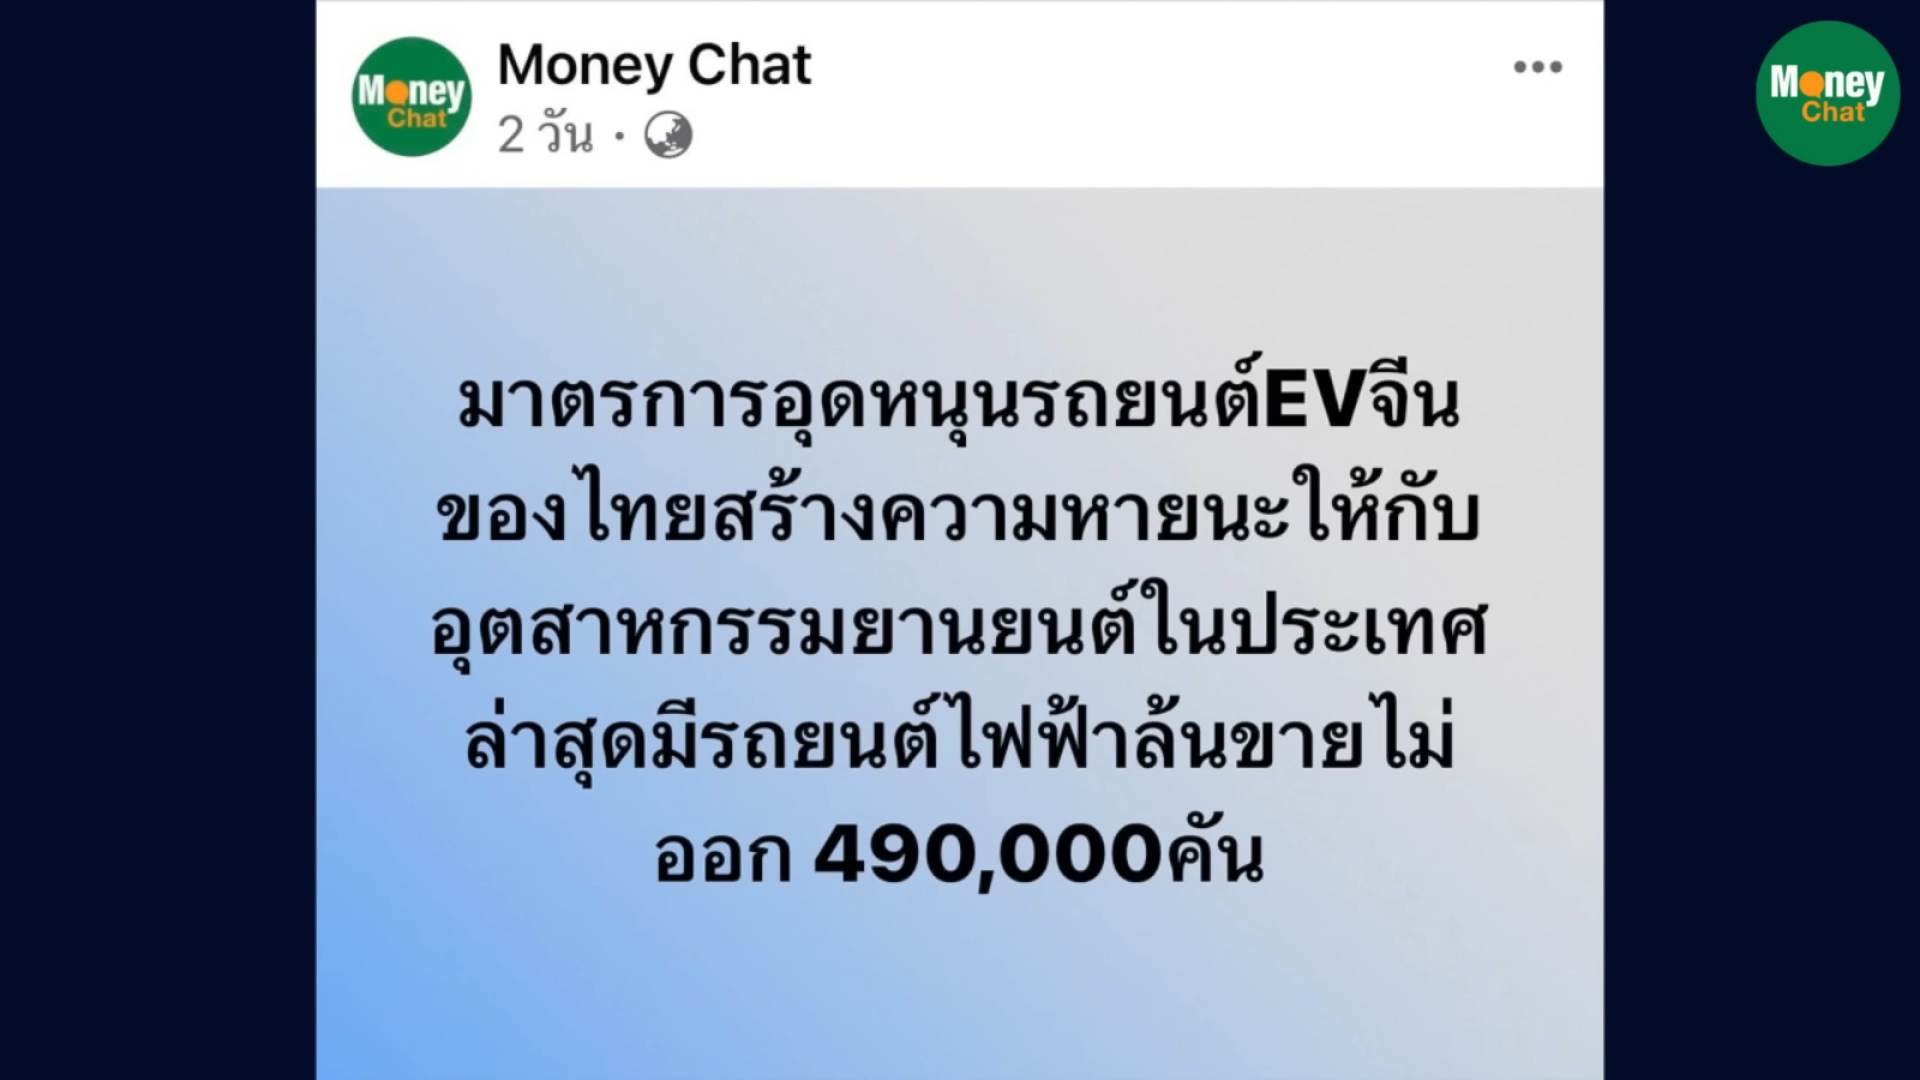 Money Chat
Money Chat
2 วัน ·
Money Chat
มาตรการอุดหนุนรถยนต์EVจีน
ของไทยสร้างความหายนะให้กับ
อุตสาหกรรมยานยนต์ในประเทศ
ล่าสุดมีรถยนต์ไฟฟ้าล้นขายไม่
ออก 490,000คัน